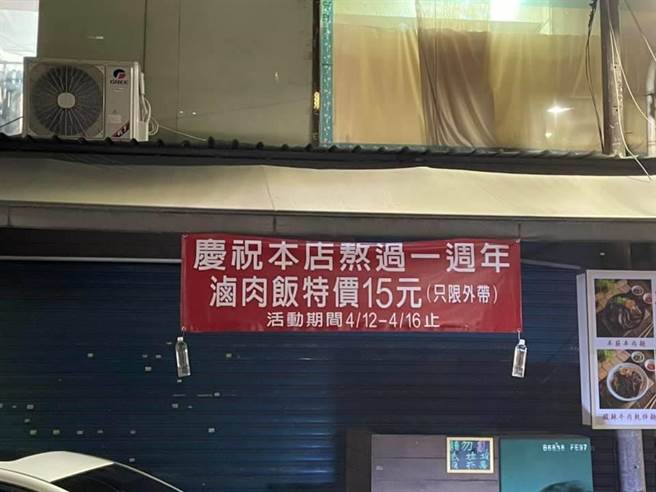 GREE
慶祝本店熬過一週年
滷肉飯特價15元(只限外帶)
活動期間4/12-4/16止